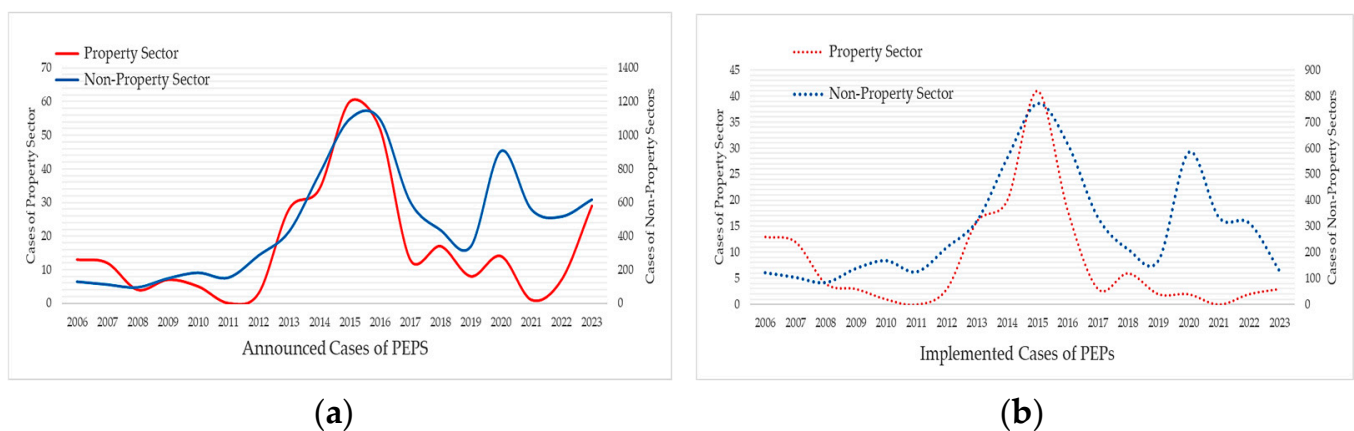 Property Sector
Non-Property Sector
70
60
50
40
30
20
10
0
1400
1200
1000
800
600
400
200
0
Cases of Property Sector
Cases of Non-Property Sectors
2006 2007 2008 2009 2010 2011 2012 2013 2014 2015 2016 2017 2018 2019 2020 2021 2022 2023
Announced Cases of PEPS
(a)
Property Sector
Non-Property Sector
45
40
35
30
25
20
15
10
5
0
900
800
700
600
500
400
300
200
100
0
Cases of Property Sector
Cases of Non-Property Sectors
2006 2007 2008 2009 2010 2011 2012 2013 2014 2015 2016 2017 2018 2019 2020 2021 2022 2023
Implemented Cases of PEPs
(b)